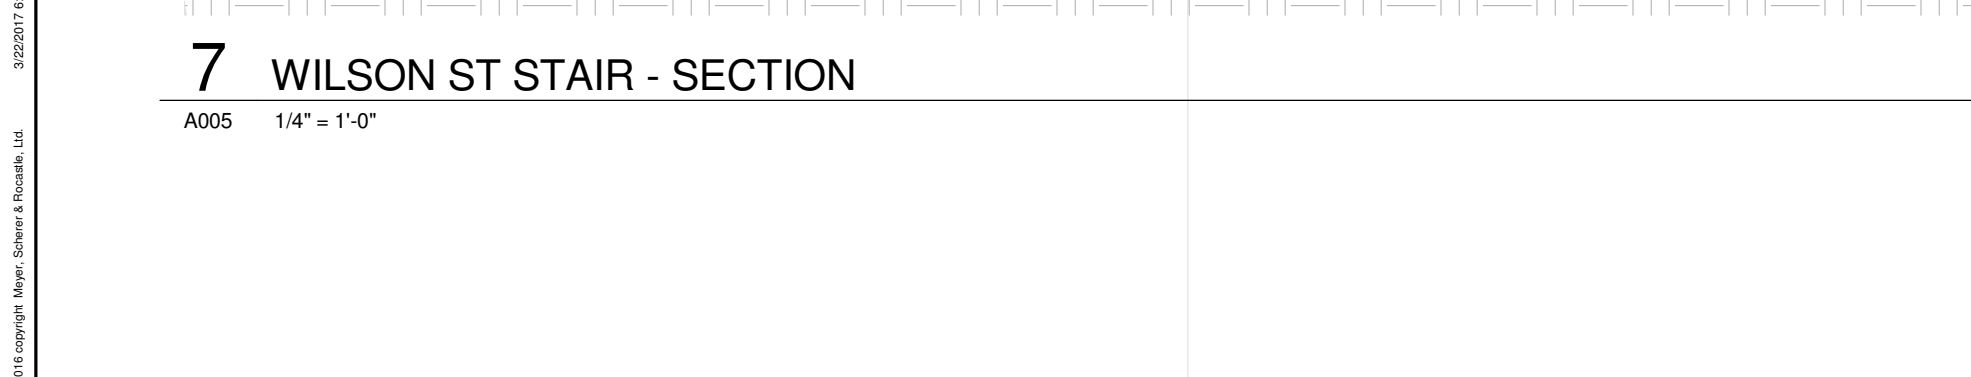 7 WILSON ST STAIR - SECTION
A005 1/4" = 1'-0"
3/22/2017 6:
016 copyright Meyer, Scherer & Rocastle, Ltd.